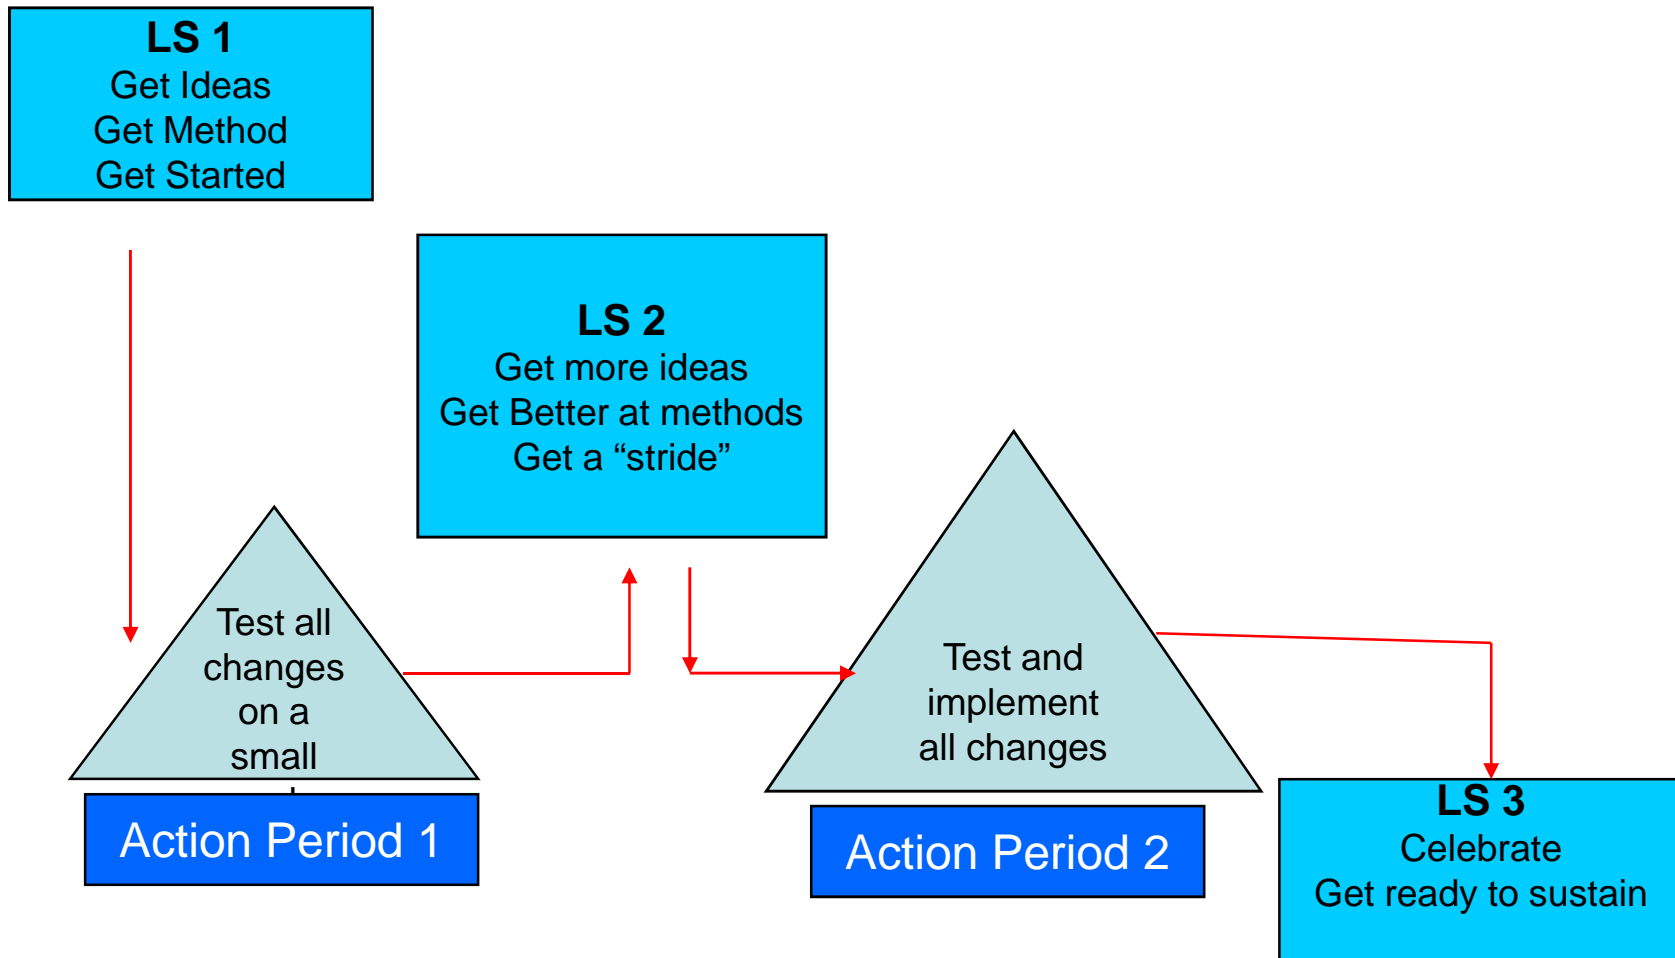 LS 1
Get Ideas
Get Method
Get Started
LS 2
Get more ideas
Get Better at methods
Get a “stride”
Test all
changes
on a
small
Action Period 1
Test and
implement
all changes
Action Period 2
LS 3
Celebrate
Get ready to sustain